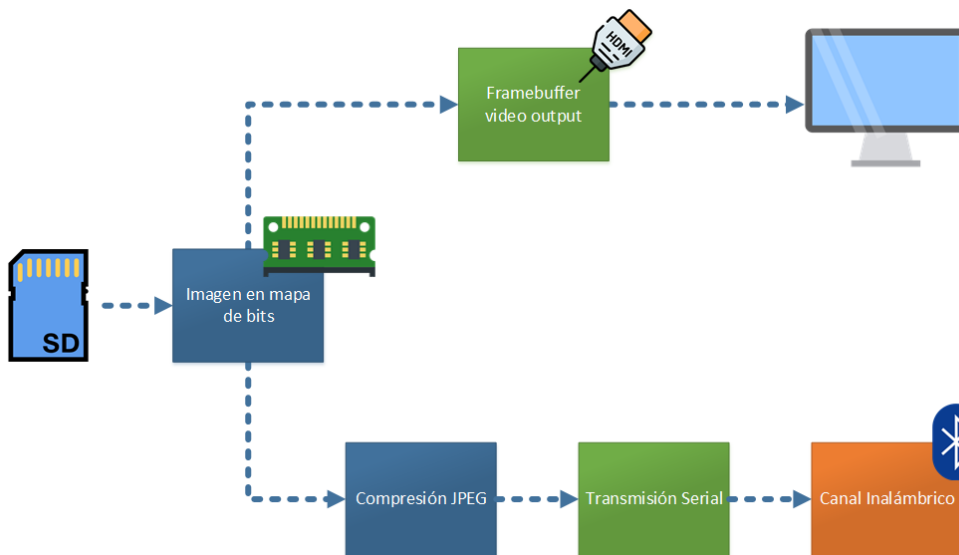 HDMI
Framebuffer
video output
Imagen en mapa
de bits
SD
Compresión JPEG
Transmisión Serial
Canal Inalámbrico